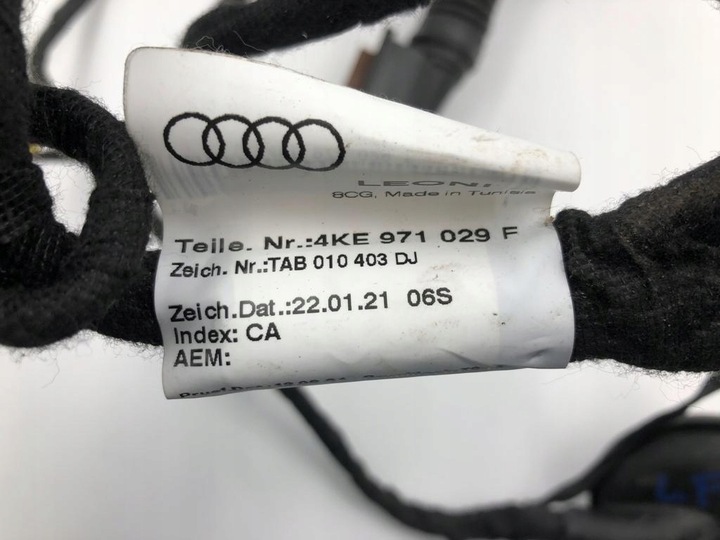 LEONI
8CG, Made in Tunisia
Teile. Nr.:4KE 971 029 F
Zeich. Nr.:TAB 010 403 DJ
Zeich.Dat.:22.01.21 06S
Index: CA
AEM: